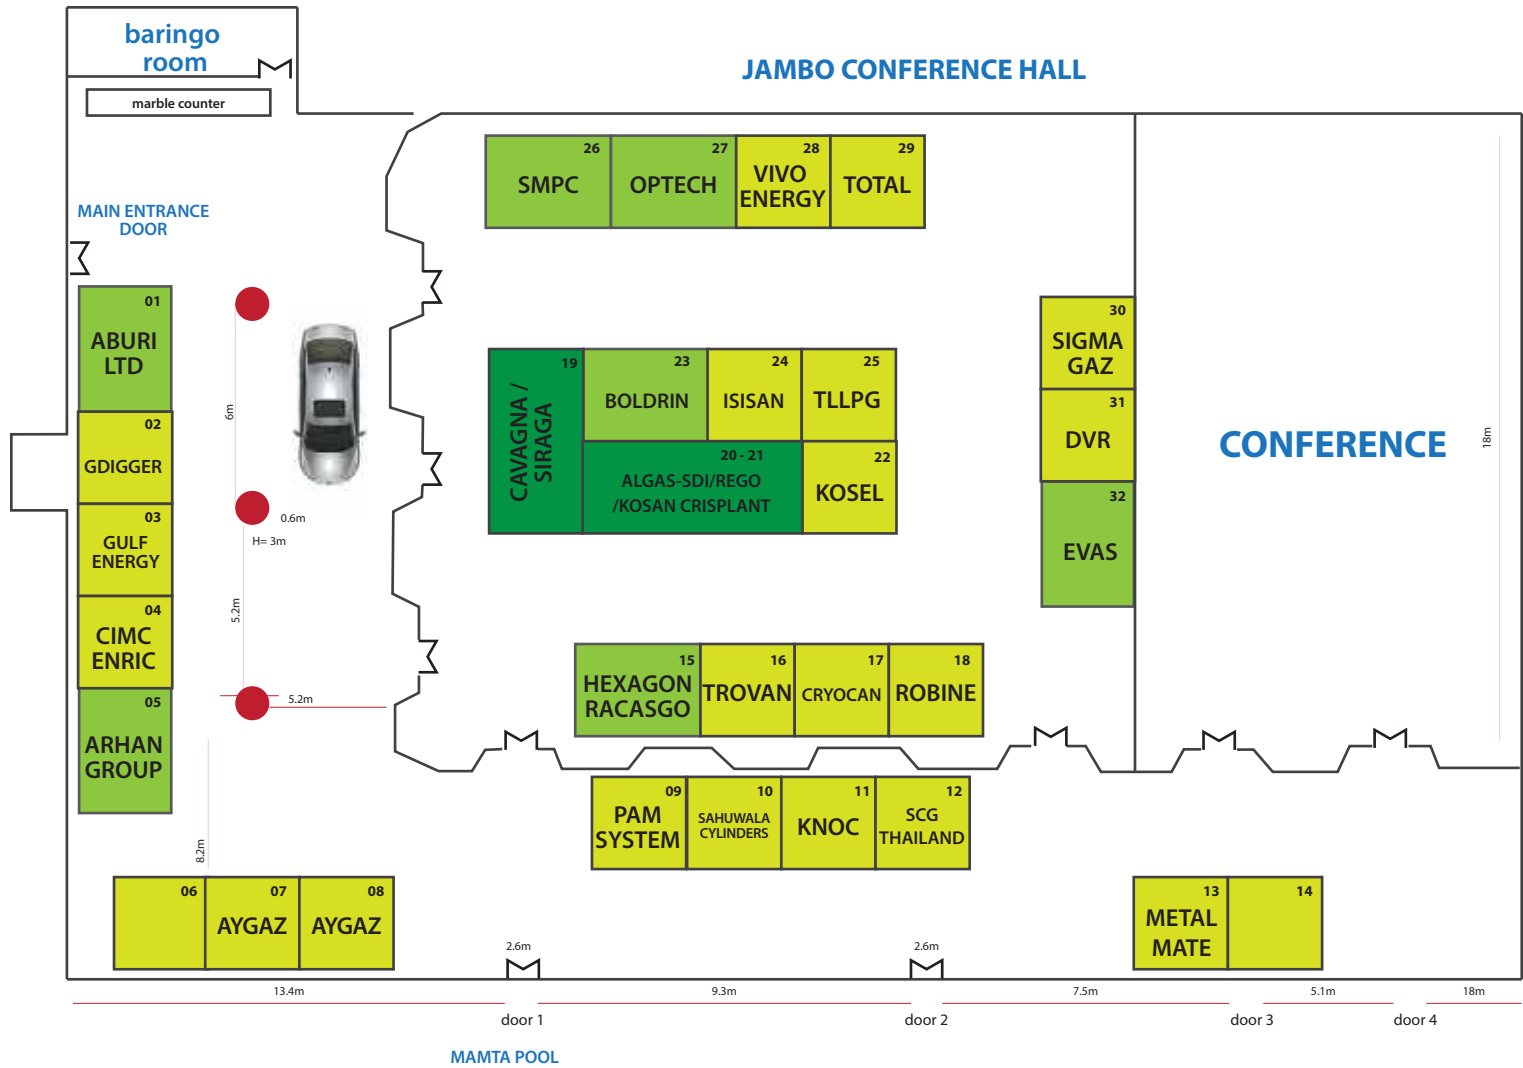 baringo
room
marble counter
JAMBO CONFERENCE HALL
26
SMPC
27
OPTECH
28
VIVO
ENERGY
29
TOTAL
MAIN ENTRANCE
DOOR
01
ABURI
LTD
02
GDIGGER
03
GULF
ENERGY
04
CIMC
ENRIC
05
ARHAN
GROUP
6m
0.6m
H= 3m
5.2m
5.2m
8.2m
19
CAVAGNA /
SIRAGA
23
BOLDRIN
24
ISISAN
25
TLLPG
20 - 21
ALGAS-SDI/REGO
/KOSAN CRISPLANT
22
KOSEL
30
SIGMA
GAZ
31
DVR
32
EVAS
CONFERENCE
18m
15
HEXAGON
RACASGO
16
TROVAN
17
CRYOCAN
18
ROBINE
09
PAM
SYSTEM
10
SAHUWALA
CYLINDERS
11
KNOC
12
SCG
THAILAND
06
07
AYGAZ
08
AYGAZ
13
METAL
MATE
14
2.6m
2.6m
13.4m
9.3m
7.5m
5.1m
18m
door 1
door 2
door 3
door 4
MAMTA POOL